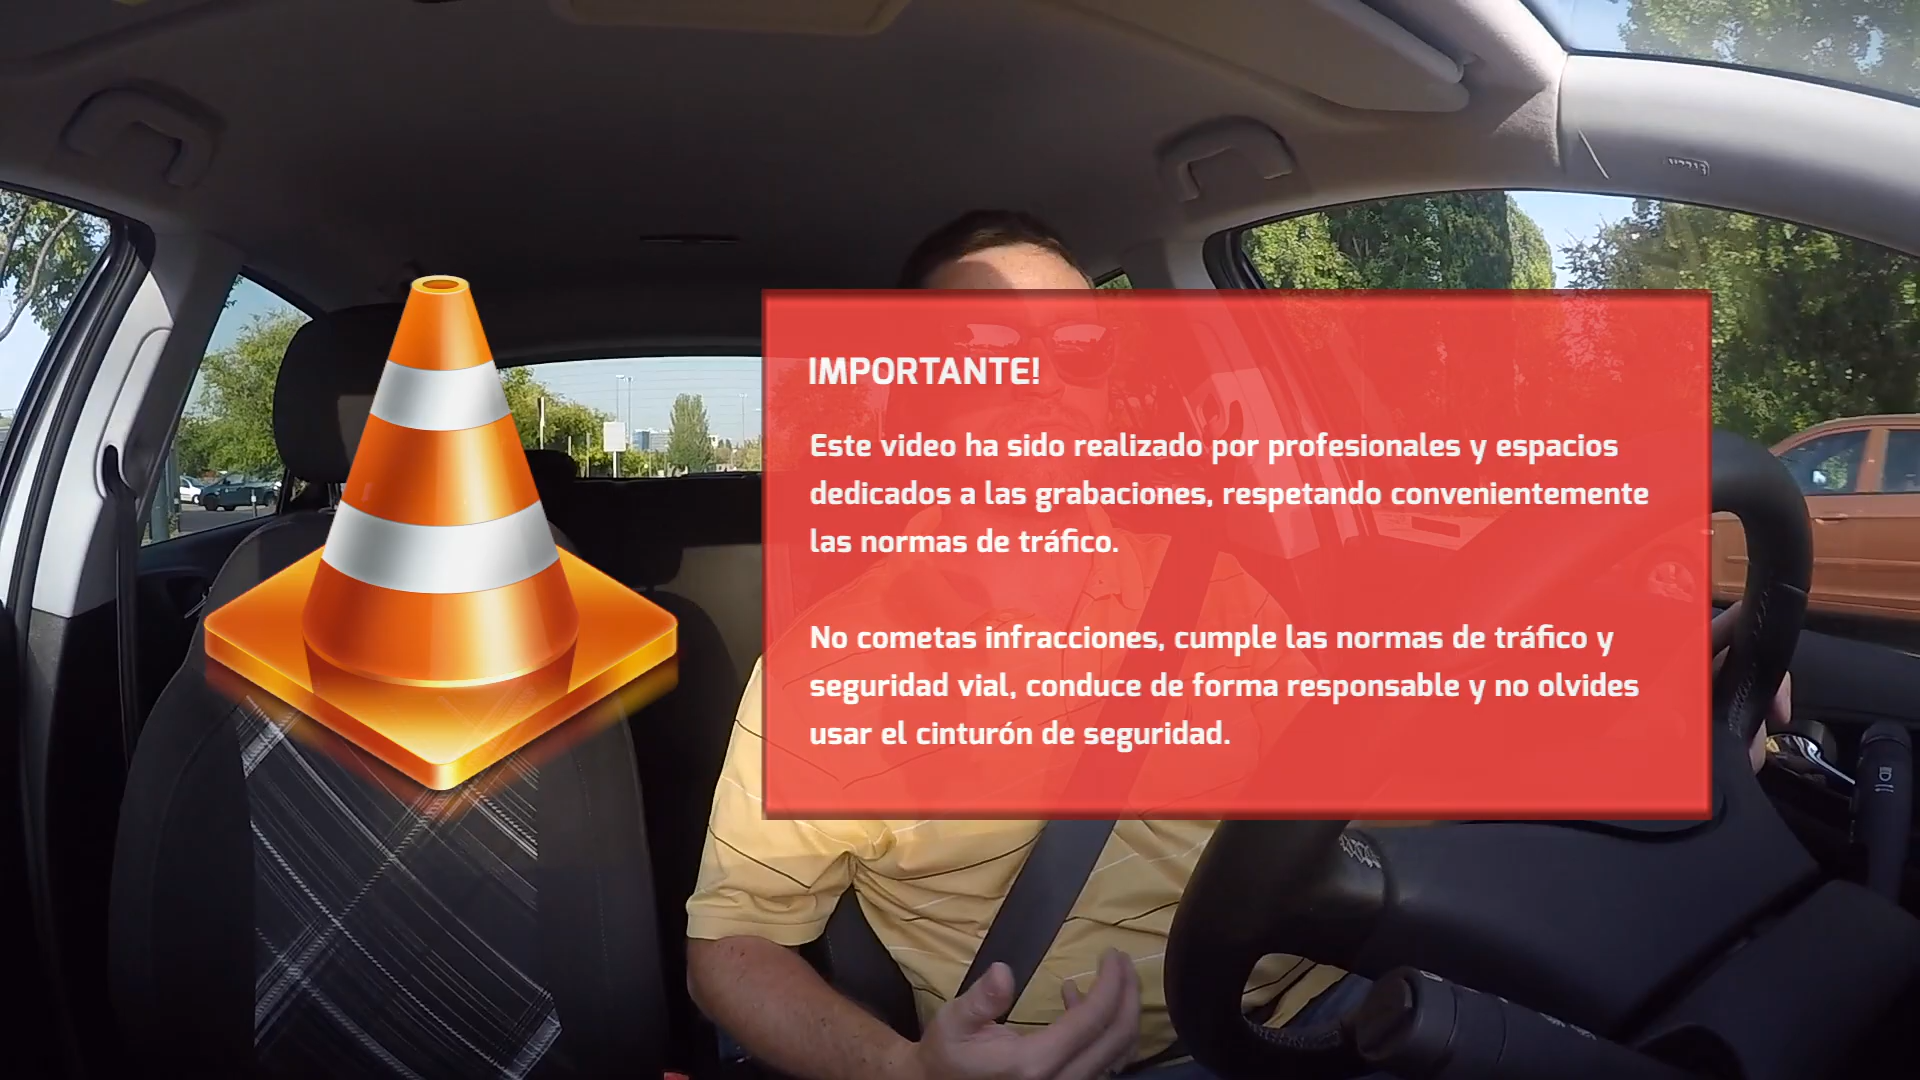 IMPORTANTE!
Este video ha sido realizado por profesionales y espacios
dedicados a las grabaciones, respetando convenientemente
las normas de tráfico.
No cometas infracciones, cumple las normas de tráfico y
seguridad vial, conduce de forma responsable y no olvides
usar el cinturón de seguridad.